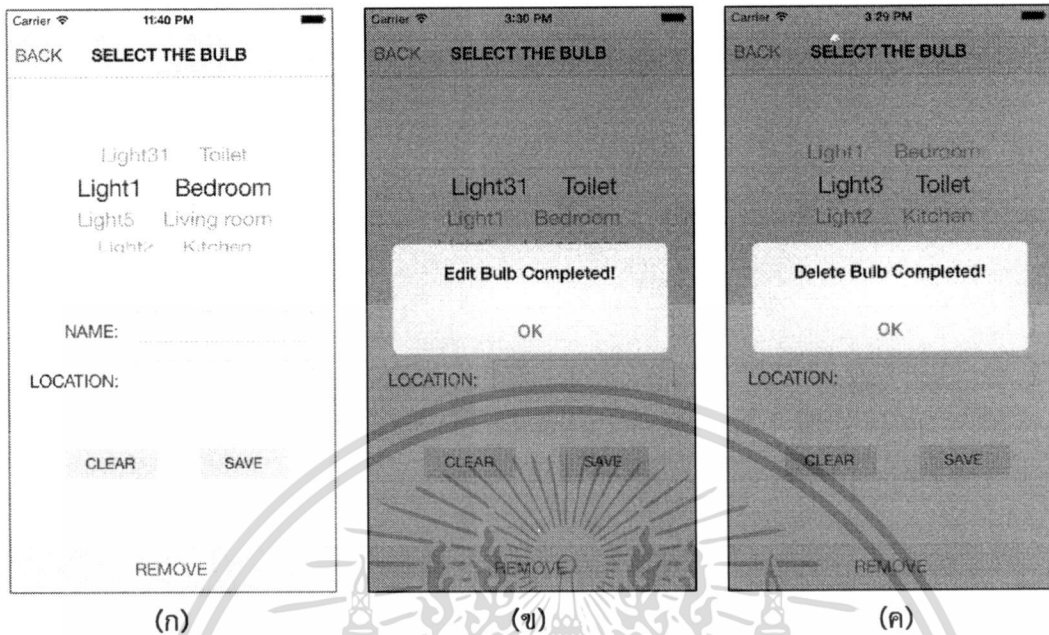 Carrier 11:40 PM
BACK SELECT THE BULB
Light31 Toilet
Light1 Bedroom
Light5 Living room
Kitchen
NAME:
LOCATION:
CLEAR SAVE
REMOVE
(ก)
Carrier 3:30 PM
BACK SELECT THE BULB
Light31 Toilet
Light1 Bedroom
Edit Bulb Completed!
OK
LOCATION:
CLEAR SAVE
REMOVE
(ข)
Carrier 3:29 PM
BACK SELECT THE BULB
Light1 Bedroom
Light3 Toilet
Light2 Kitchen
Delete Bulb Completed!
OK
LOCATION:
CLEAR SAVE
REMOVE
(ค)